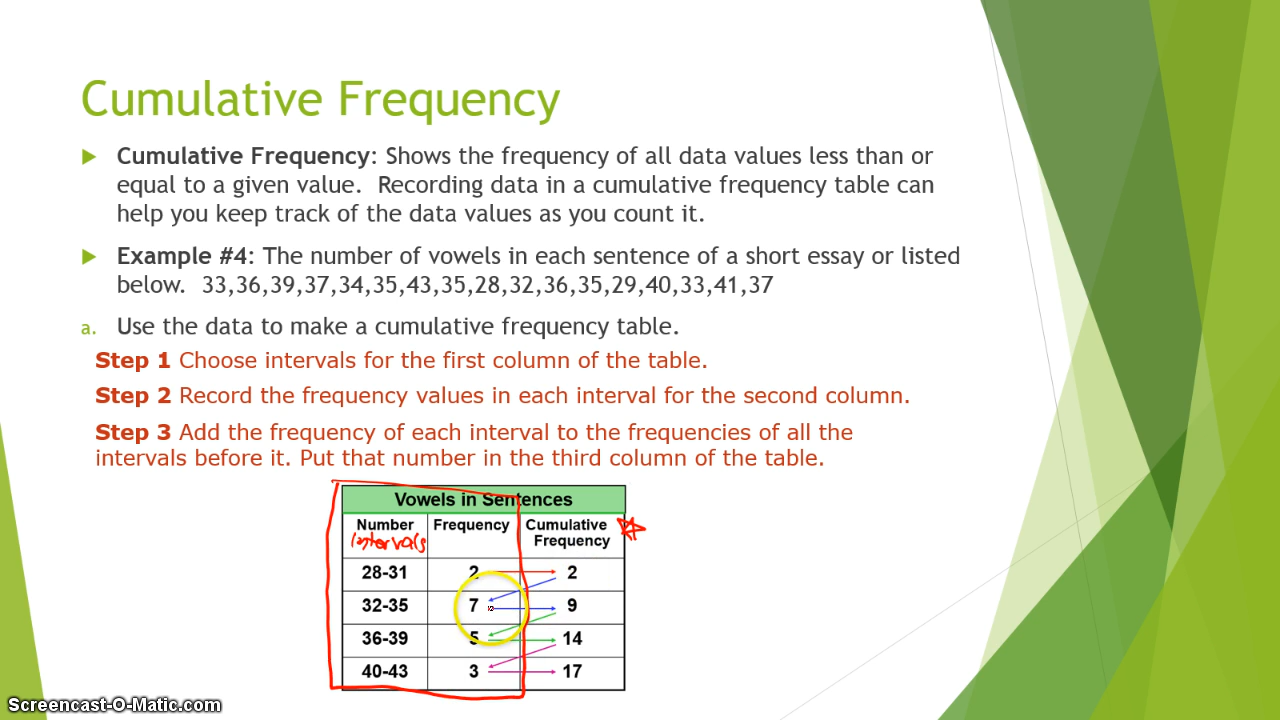 Cumulative Frequency
Cumulative Frequency: Shows the frequency of all data values less than or
equal to a given value. Recording data in a cumulative frequency table can
help you keep track of the data values as you count it.
Example #4: The number of vowels in each sentence of a short essay or listed
below. 33,36,39,37,34,35,43,35,28,32,36,35,29,40,33,41,37
a. Use the data to make a cumulative frequency table.
Step 1 Choose intervals for the first column of the table.
Step 2 Record the frequency values in each interval for the second column.
Step 3 Add the frequency of each interval to the frequencies of all the
intervals before it. Put that number in the third column of the table.
Vowels in Sentences
Number Frequency Cumulative
intervals Frequency
28-31 2 2
32-35 7 9
36-39 5 14
40-43 3 17
Screencast-O-Matic.com